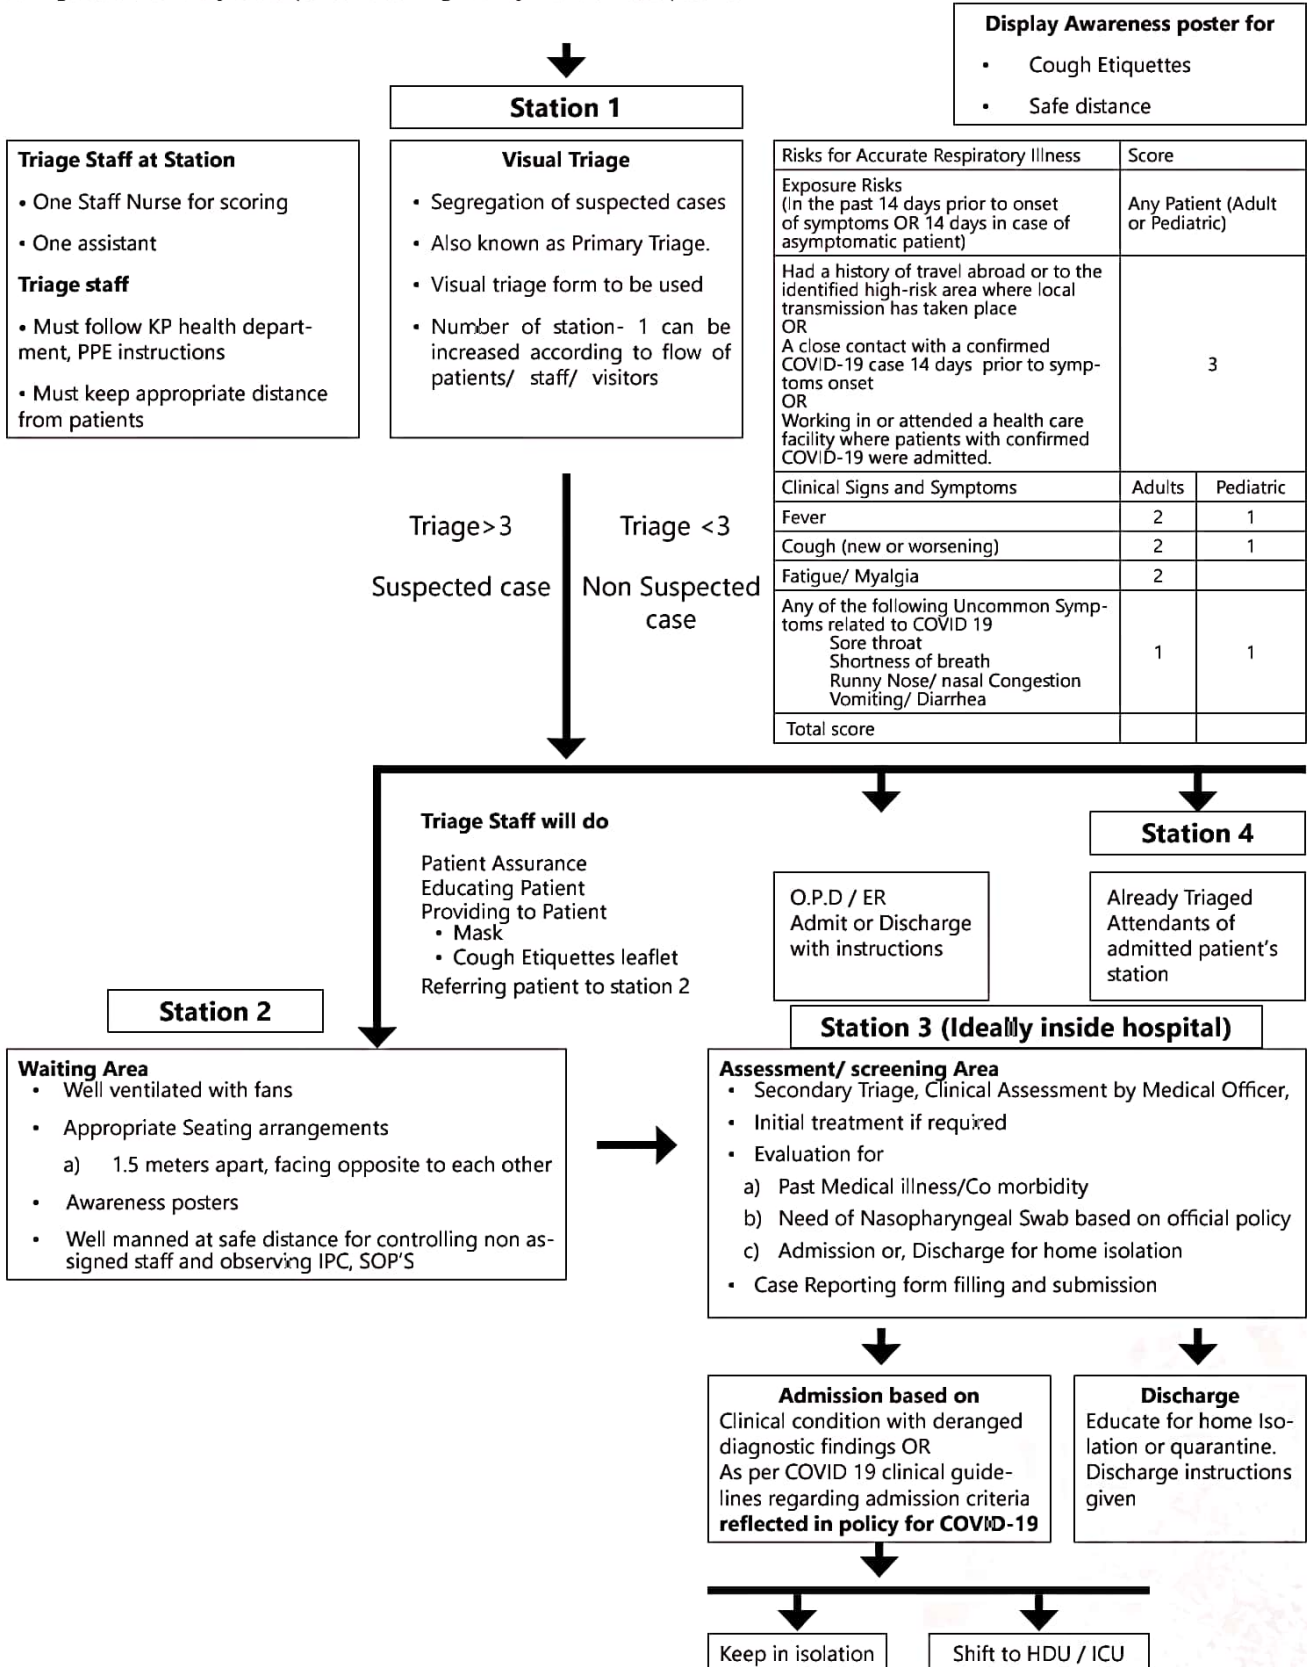 Display Awareness poster for
• Cough Etiquettes
• Safe distance
Station 1
Triage Staff at Station
• One Staff Nurse for scoring
• One assistant
Triage staff
• Must follow KP health depart-
ment, PPE instructions
• Must keep appropriate distance
from patients
Visual Triage
• Segregation of suspected cases
• Also known as Primary Triage.
• Visual triage form to be used
• Number of station- 1 can be
increased according to flow of
patients/ staff/ visitors
Risks for Accurate Respiratory Illness Score
Exposure Risks
(In the past 14 days prior to onset
of symptoms OR 14 days in case of
asymptomatic patient)
Any Patient (Adult
or Pediatric)
Had a history of travel abroad or to the
identified high-risk area where local
transmission has taken place
OR
A close contact with a confirmed
COVID-19 case 14 days prior to symp-
toms onset
OR
Working in or attended a health care
facility where patients with confirmed
COVID-19 were admitted.
3
Clinical Signs and Symptoms Adults Pediatric
Fever 2 1
Cough (new or worsening) 2 1
Fatigue/ Myalgia 2
Any of the following Uncommon Symp-
toms related to COVID 19
Sore throat
Shortness of breath
Runny Nose/ nasal Congestion
Vomiting/ Diarrhea
1 1
Total score
Triage>3
Suspected case
Triage <3
Non Suspected
case
Triage Staff will do
Patient Assurance
Educating Patient
Providing to Patient
• Mask
• Cough Etiquettes leaflet
Referring patient to station 2
O.P.D / ER
Admit or Discharge
with instructions
Station 4
Already Triaged
Attendants of
admitted patient's
station
Station 2
Waiting Area
• Well ventilated with fans
• Appropriate Seating arrangements
a) 1.5 meters apart, facing opposite to each other
• Awareness posters
• Well manned at safe distance for controlling non as-
signed staff and observing IPC, SOP'S
Station 3 (Ideally inside hospital)
Assessment/ screening Area
• Secondary Triage, Clinical Assessment by Medical Officer,
• Initial treatment if required
• Evaluation for
a) Past Medical illness/Co morbidity
b) Need of Nasopharyngeal Swab based on official policy
c) Admission or, Discharge for home isolation
• Case Reporting form filling and submission
Admission based on
Clinical condition with deranged
diagnostic findings OR
As per COVID 19 clinical guide-
lines regarding admission criteria
reflected in policy for COVID-19
Discharge
Educate for home Iso-
lation or quarantine.
Discharge instructions
given
Keep in isolation
Shift to HDU / ICU